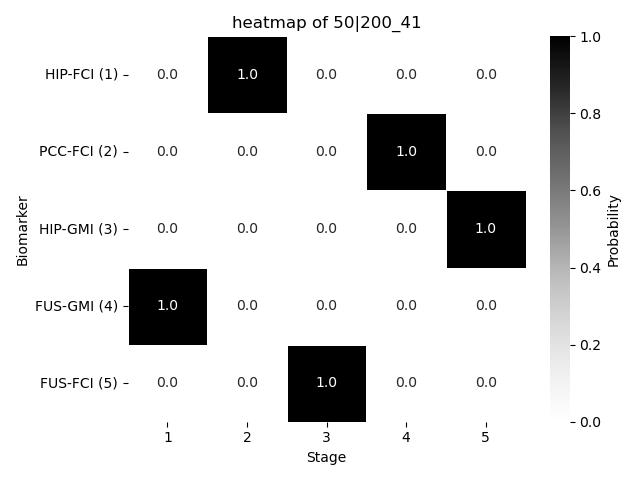 heatmap of 50|200_41
HIP-FCI (1) 0.0 1.0 0.0 0.0 0.0
PCC-FCI (2) 0.0 0.0 0.0 1.0 0.0
HIP-GMI (3) 0.0 0.0 0.0 0.0 1.0
FUS-GMI (4) 1.0 0.0 0.0 0.0 0.0
FUS-FCI (5) 0.0 0.0 1.0 0.0 0.0
1 2 3 4 5
Stage
Biomarker
1.0
0.8
0.6
0.4
0.2
0.0
Probability